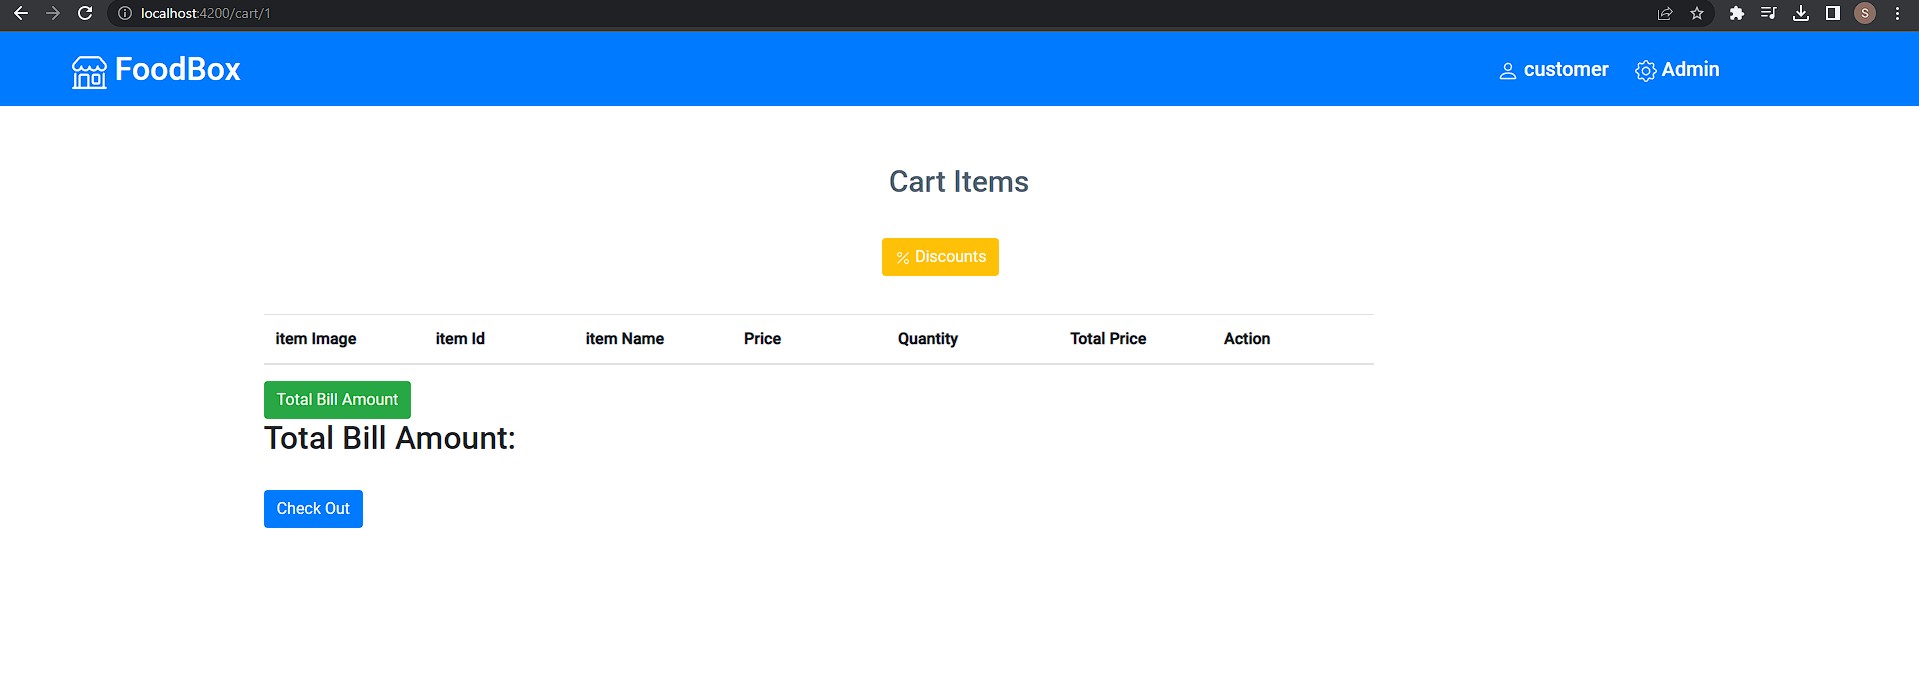 localhost:4200/cart/1
S
FoodBox
customer Admin
Cart Items
% Discounts
item Image item Id item Name Price Quantity Total Price Action
Total Bill Amount
Total Bill Amount:
Check Out